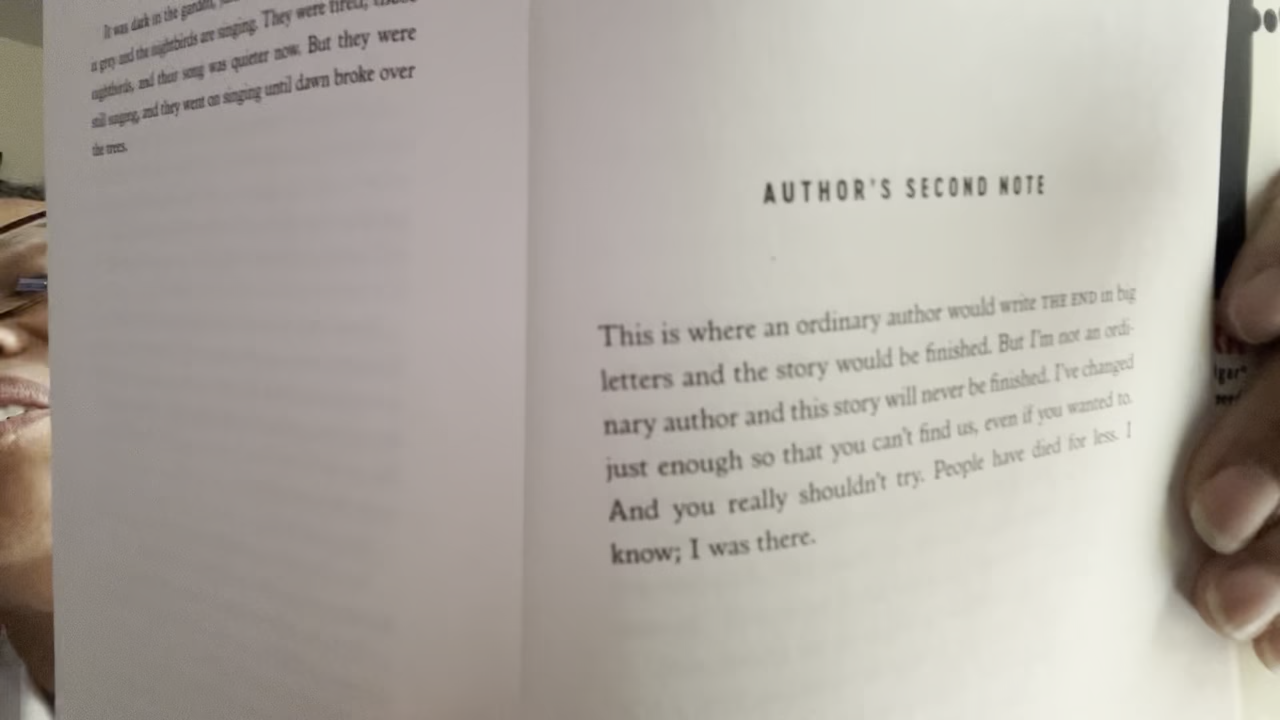 It was dark in the garden,
a grey and the nightbirds are singing. They were tired, these
nightbirds, and their song was quieter now. But they were
still singing, and they went on singing until dawn broke over
the trees.
AUTHOR'S SECOND NOTE
This is where an ordinary author would write THE END in big
letters and the story would be finished. But I'm not an ordi-
nary author and this story will never be finished. I've changed
just enough so that you can't find us, even if you wanted to.
And you really shouldn't try. People have died for less. I
know; I was there.